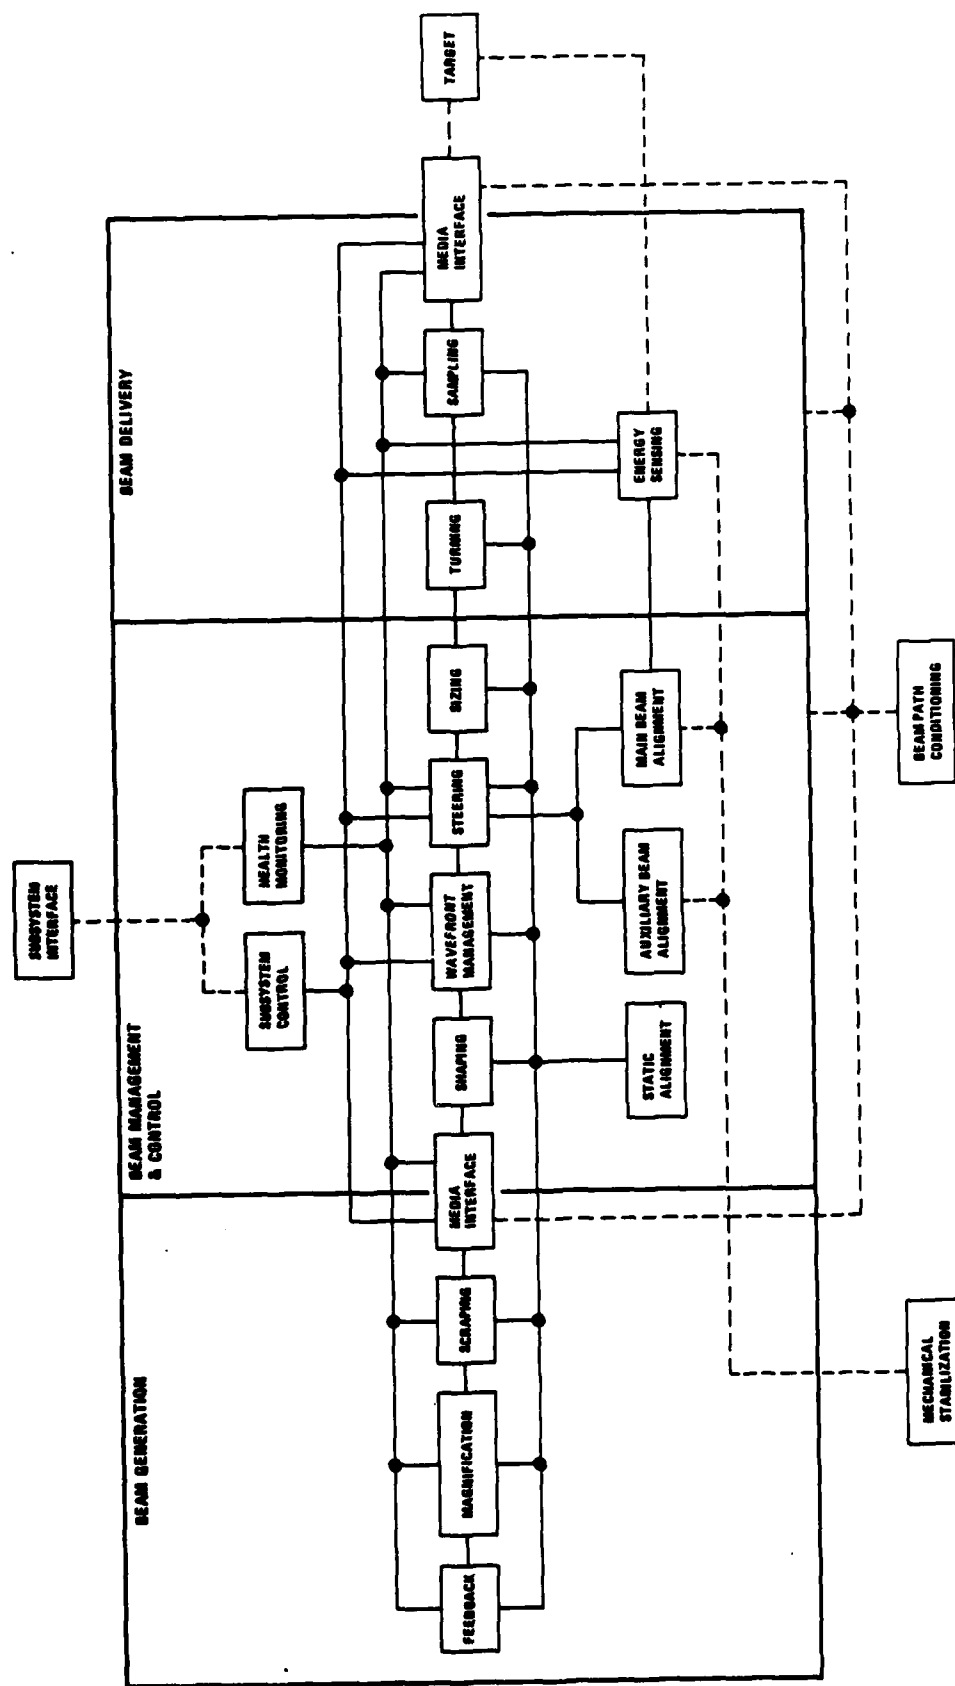 SUBSYSTEM
INTERFACE
BEAM GENERATION
BEAM MANAGEMENT
& CONTROL
BEAM DELIVERY
SUBSYSTEM
CONTROL
HEALTH
MONITORING
FEEDBACK
MAGNIFICATION
SCRAPING
MEDIA
INTERFACE
SHAPING
WAVEFRONT
MANAGEMENT
STEERING
SIZING
TURNING
SAMPLING
MEDIA
INTERFACE
TARGET
STATIC
ALIGNMENT
AUXILIARY BEAM
ALIGNMENT
MAIN BEAM
ALIGNMENT
ENERGY
SENSING
MECHANICAL
STABILIZATION
BEAM PATH
CONDITIONING